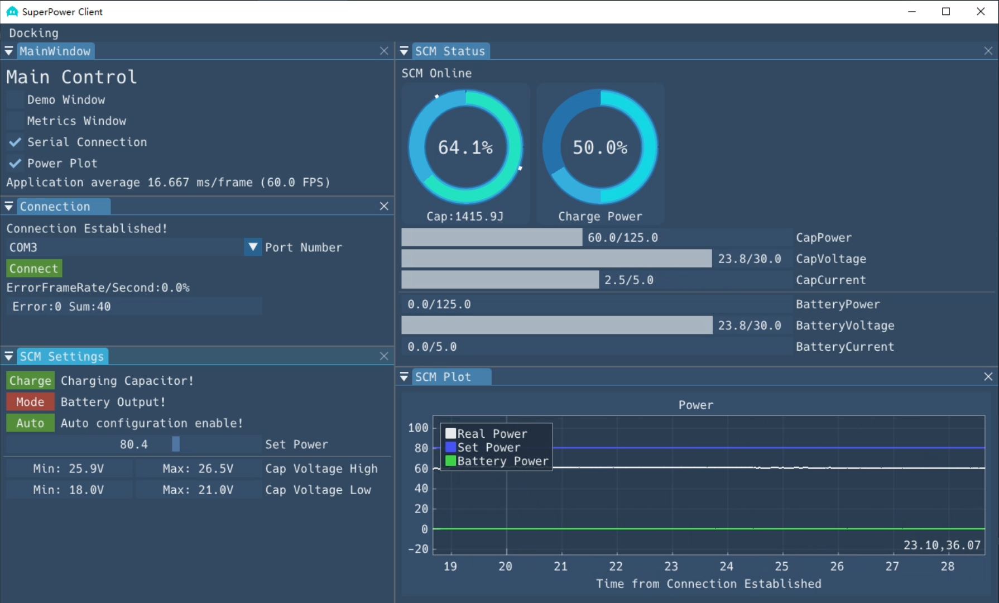 SuperPower Client
Docking
MainWindow
Main Control
Demo Window
Metrics Window
Serial Connection
Power Plot
Application average 16.667 ms/frame (60.0 FPS)
Connection
Connection Established!
COM3 Port Number
Connect
ErrorFrameRate/Second:0.0%
Error:0 Sum:40
SCM Settings
Charge Charging Capacitor!
Mode Battery Output!
Auto Auto configuration enable!
80.4 Set Power
Min: 25.9V Max: 26.5V Cap Voltage High
Min: 18.0V Max: 21.0V Cap Voltage Low
SCM Status
SCM Online
64.1% 50.0%
Cap:1415.9J Charge Power
60.0/125.0 CapPower
23.8/30.0 CapVoltage
2.5/5.0 CapCurrent
0.0/125.0 BatteryPower
23.8/30.0 BatteryVoltage
0.0/5.0 BatteryCurrent
SCM Plot
Power
100
80
60
40
20
0
-20
Real Power
Set Power
Battery Power
23.10,36.07
19 20 21 22 23 24 25 26 27 28
Time from Connection Established